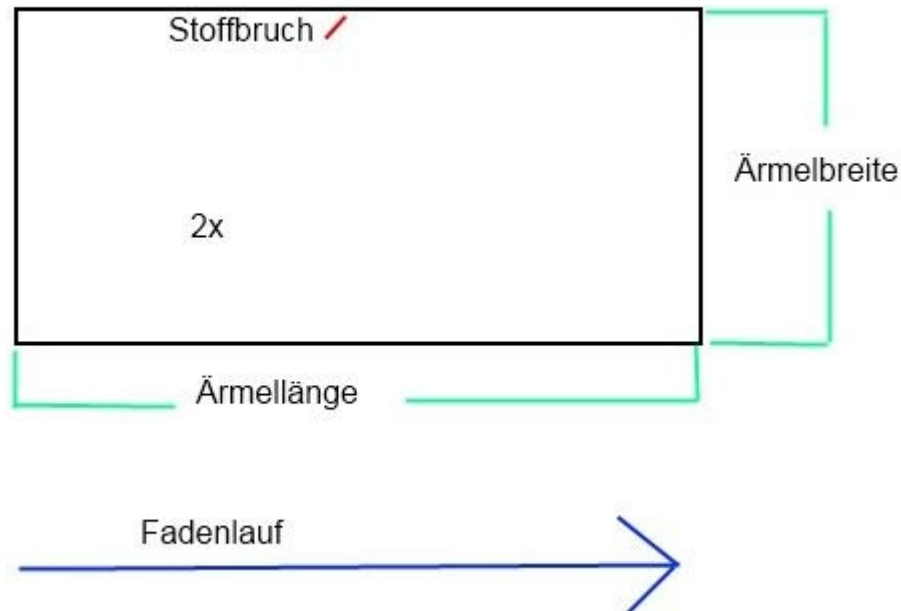 Stoffbruch
Ärmelbreite
2x
Ärmellänge
Fadenlauf